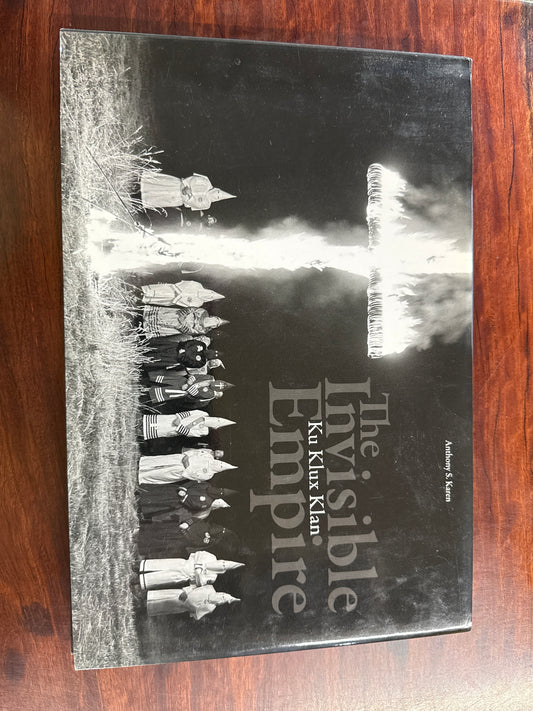 Anthony S. Karen
The
Invisible
Ku Klux Klan
Empire